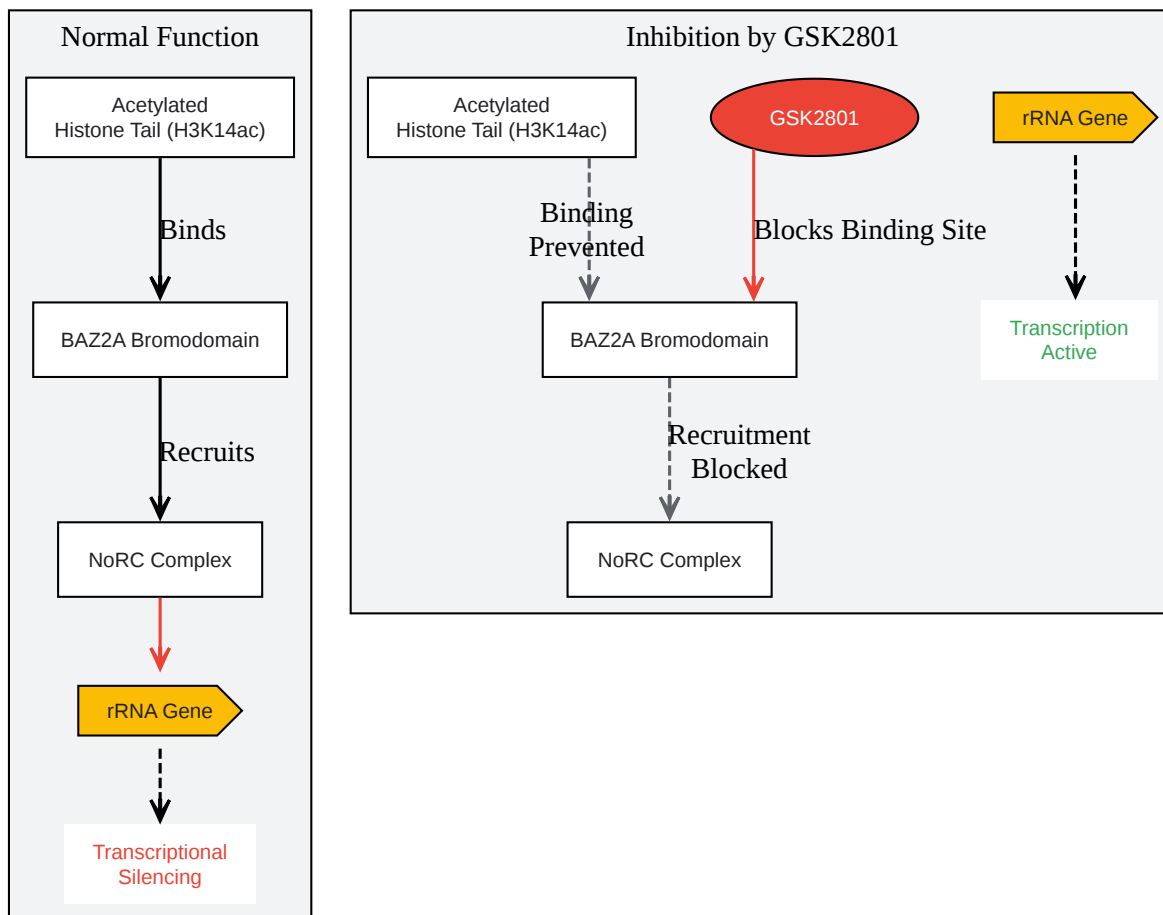 Normal Function
Acetylated
Histone Tail (H3K14ac)
Binds
BAZ2A Bromodomain
Recruits
NoRC Complex
rRNA Gene
Transcriptional
Silencing
Inhibition by GSK2801
Acetylated
Histone Tail (H3K14ac)
GSK2801
rRNA Gene
Binding
Prevented
Blocks Binding Site
BAZ2A Bromodomain
Transcription
Active
Recruitment
Blocked
NoRC Complex